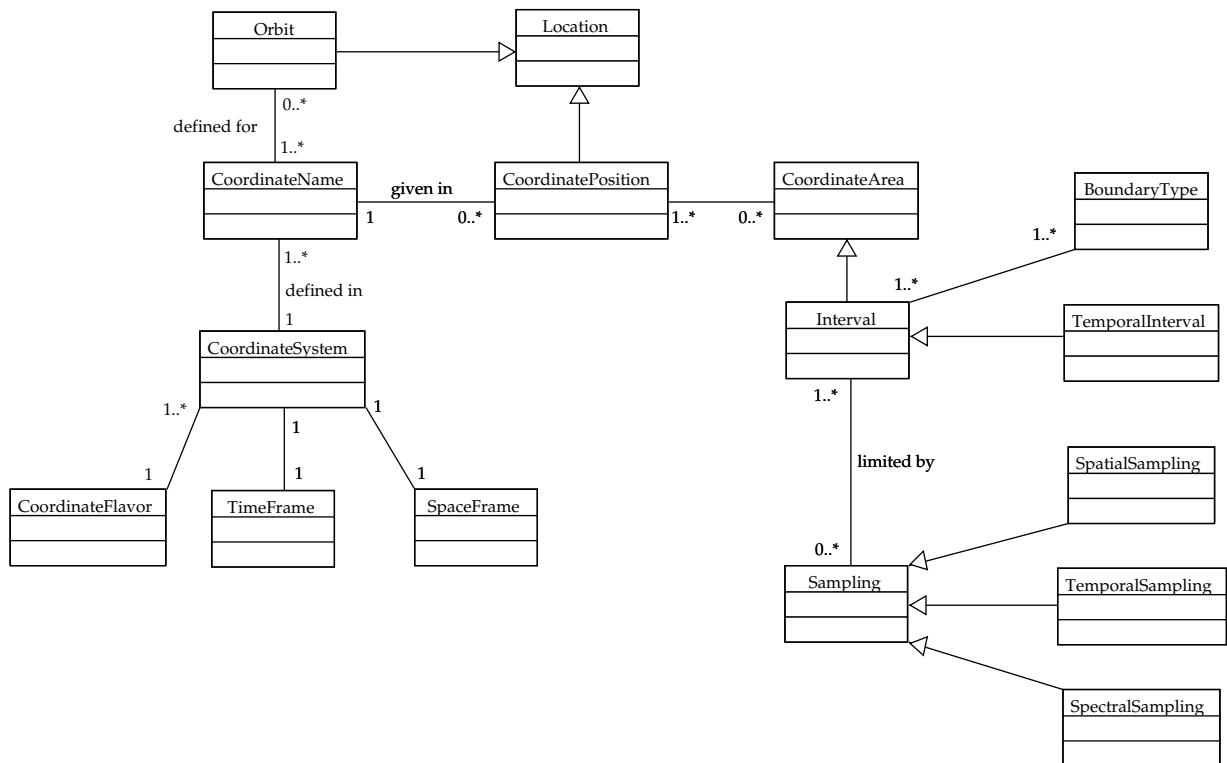 Orbit
Location
0..*
defined for
1..*
CoordinateName
given in
1
0..*
CoordinatePosition
1..*
0..*
CoordinateArea
BoundaryType
1..*
1..*
1..*
defined in
1
CoordinateSystem
Interval
TemporalInterval
1..*
1
1
1..*
limited by
0..*
1
1
1
CoordinateFlavor
TimeFrame
SpaceFrame
SpatialSampling
Sampling
TemporalSampling
SpectralSampling